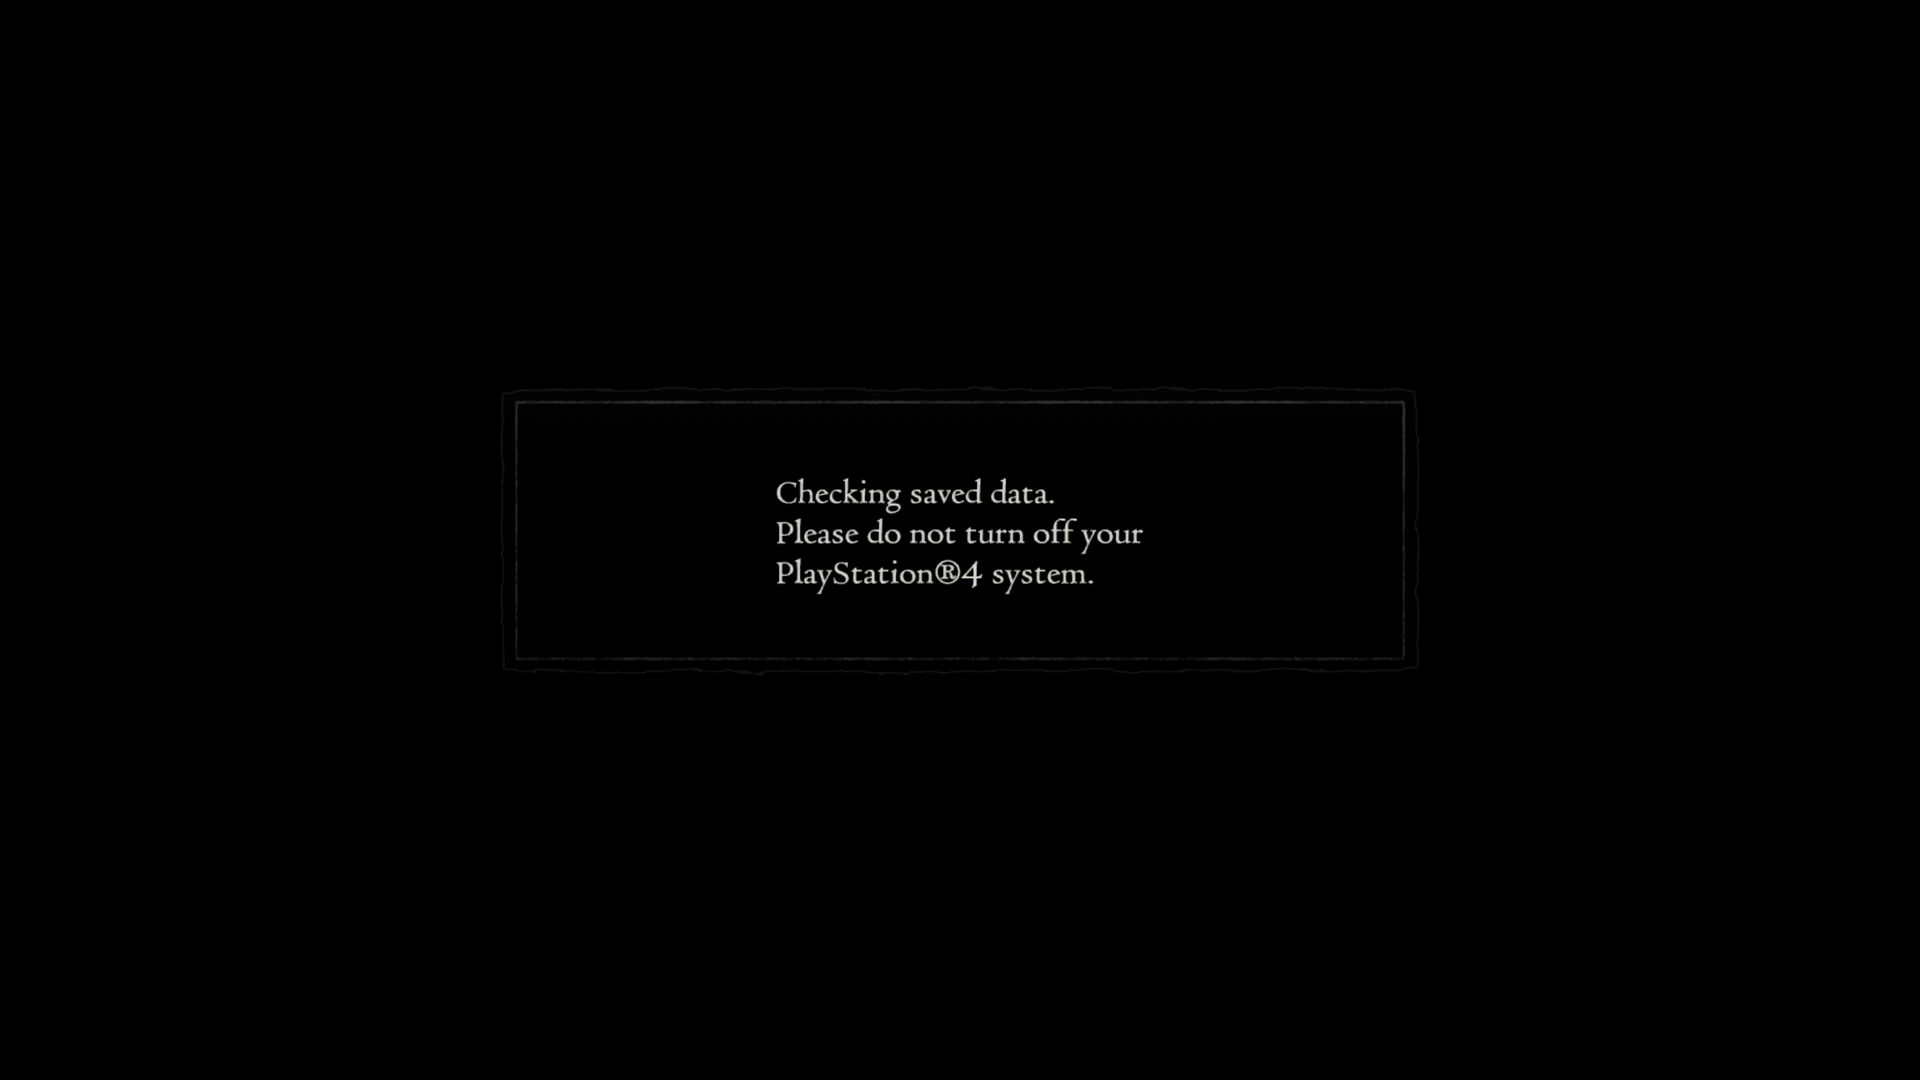 Checking saved data.
Please do not turn off your
PlayStation®4 system.